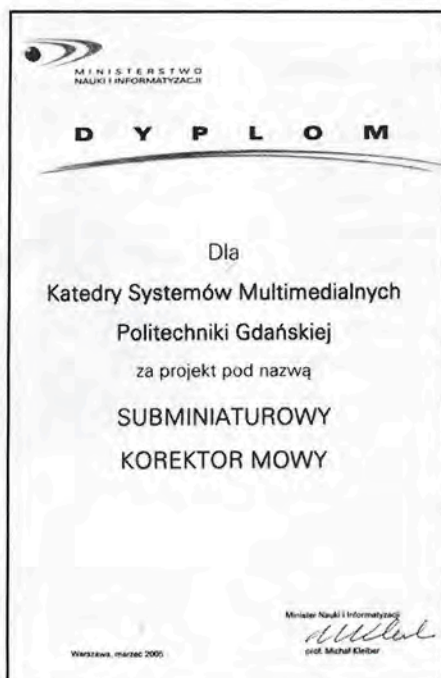 MINISTERSTWO
NAUKI I INFORMATYZACJI
DYPLOM
Dla
Katedry Systemów Multimedialnych
Politechniki Gdańskiej
za projekt pod nazwą
SUBMINIATUROWY
KOREKTOR MOWY
Minister Nauki i Informatyzacji
prof. Michał Kleiber
Warszawa, marzec 2005